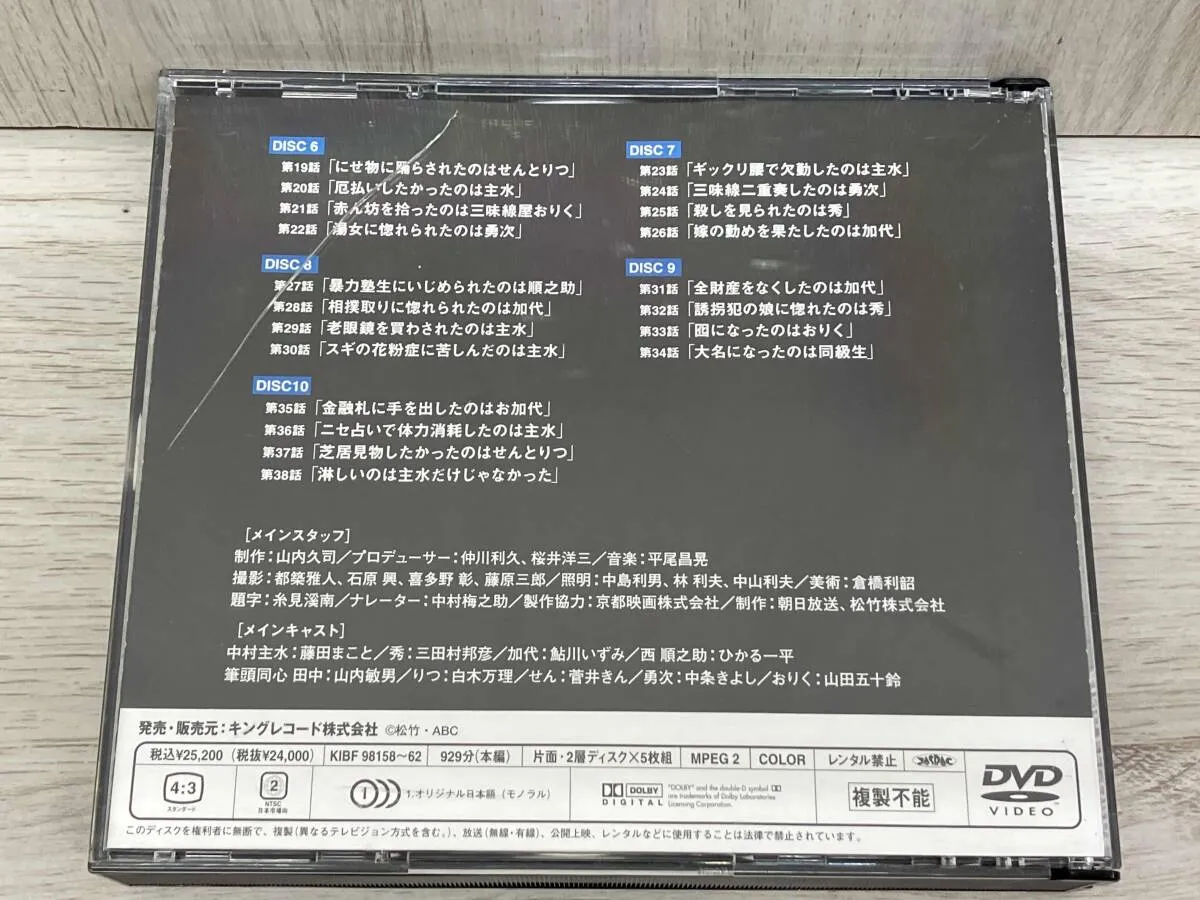 DISC 6
第19話「にせ物に踊らされたのはせんとりつ」
第20話「厄払いしたかったのは主水」
第21話「赤ん坊を拾ったのは三味線屋おりく」
第22話「湯女に惚れられたのは勇次」
DISC 7
第23話「ギックリ腰で欠勤したのは主水」
第24話「三味線二重奏したのは勇次」
第25話「殺しを見られたのは秀」
第26話「嫁の勤めを果たしたのは加代」
DISC 8
第27話「暴力塾生にいじめられたのは順之助」
第28話「相撲取りに惚れられたのは加代」
第29話「老眼鏡を買わされたのは主水」
第30話「スギの花粉症に苦しんだのは主水」
DISC 9
第31話「全財産をなくしたのは加代」
第32話「誘拐犯の娘に惚れたのは秀」
第33話「囮になったのはおりく」
第34話「大名になったのは同級生」
DISC10
第35話「金融札に手を出したのはお加代」
第36話「ニセ占いで体力消耗したのは主水」
第37話「芝居見物したかったのはせんとりつ」
第38話「淋しいのは主水だけじゃなかった」
[メインスタッフ]
制作：山内久司／プロデューサー：仲川利久、桜井洋三／音楽：平尾昌晃
撮影：都築雅人、石原 興、喜多野 彰、藤原三郎／照明：中島利男、林 利夫、中山利夫／美術：倉橋利韶
題字：糸見溪南／ナレーター：中村梅之助／製作協力：京都映画株式会社／制作：朝日放送、松竹株式会社
[メインキャスト]
中村主水：藤田まこと／秀：三田村邦彦／加代：鮎川いずみ／西 順之助：ひかる一平
筆頭同心 田中：山内敏男／りつ：白木万理／せん：菅井きん／勇次：中条きよし／おりく：山田五十鈴
発売・販売元：キングレコード株式会社 ©松竹・ABC
税込¥25,200（税抜¥24,000） KIBF 98158〜62 929分(本編) 片面・2層ディスク×5枚組 MPEG 2 COLOR レンタル禁止 JASRAC
4:3
スタンダード
2
NTSC
日本市場向
1
1.オリジナル日本語（モノラル）
DOLBY
DIGITAL
"DOLBY" and the double-D symbol
are trademarks of Dolby Laboratories
Licensing Corporation.
複製不能
DVD
VIDEO
このディスクを権利者に無断で、複製(異なるテレビジョン方式を含む。)、放送(無線・有線)、公開上映、レンタルなどに使用することは法律で禁止されています。